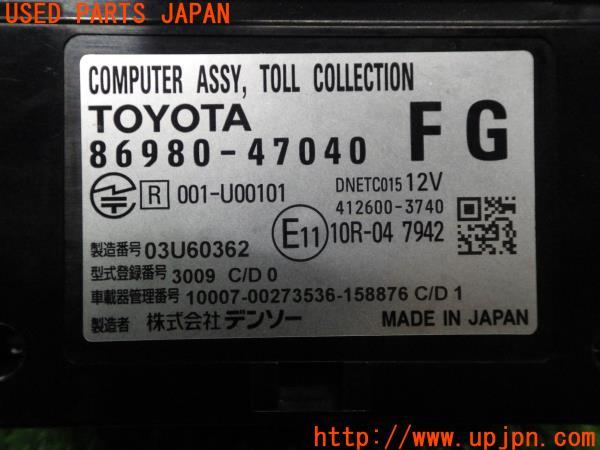 USED PARTS JAPAN
COMPUTER ASSY, TOLL COLLECTION
TOYOTA FG
86980-47040
R 001-U00101 DNETC015 12V
412600-3740
E11 10R-04 7942
製造番号 03U60362
型式登録番号 3009 C/D 0
車載器管理番号 10007-00273536-158876 C/D 1
製造者 株式会社デンソー MADE IN JAPAN
UPJ http://www.upjpn.com